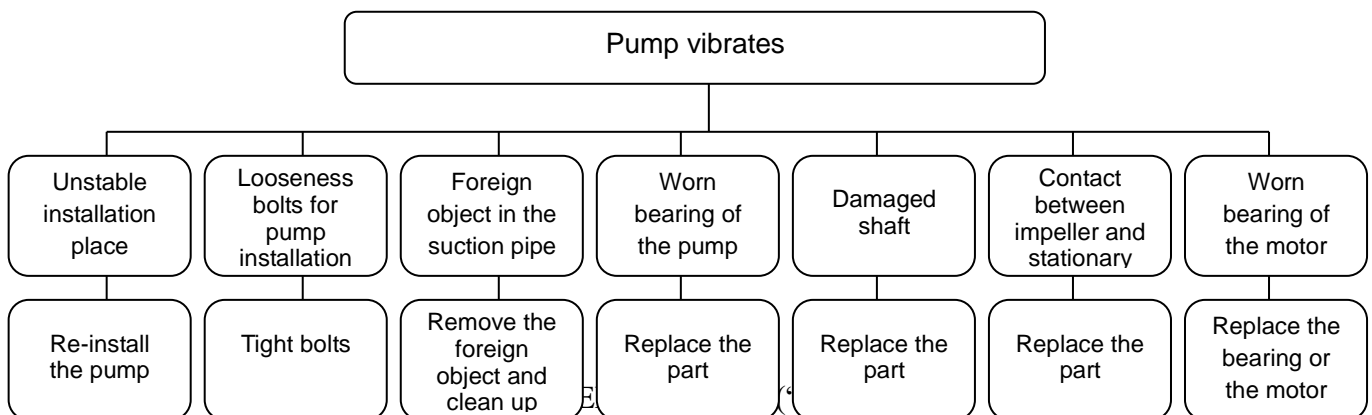 Pump vibrates
Unstable
installation
place
Looseness
bolts for
pump
installation
Foreign
object in the
suction pipe
Worn
bearing of
the pump
Damaged
shaft
Contact
between
impeller and
stationary
Worn
bearing of
the motor
Re-install
the pump
Tight bolts
Remove the
foreign
object and
clean up
Replace the
part
Replace the
part
Replace the
part
Replace the
bearing or
the motor